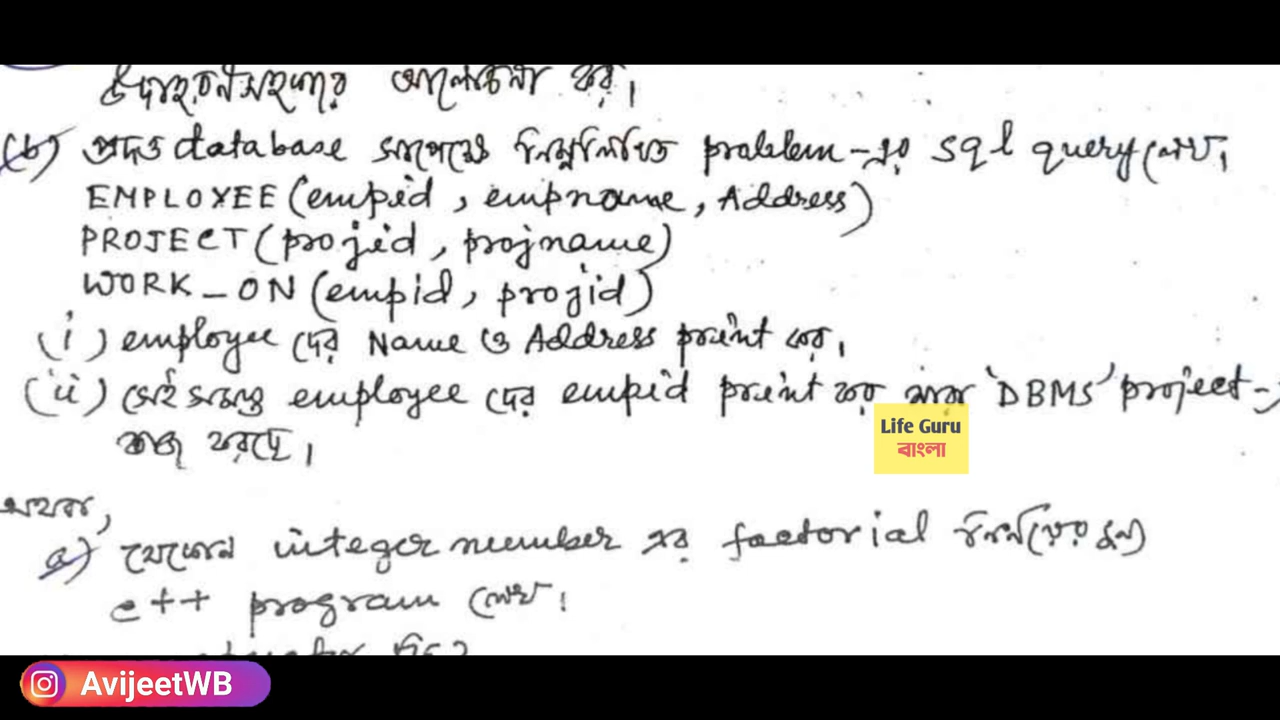 উদাহরনসহকারে আলোচনা কর।
(b) প্রদত্ত database সাপেক্ষে নিম্নলিখিত problem-এর sql query লেখ।
EMPLOYEE (empid, empname, Address)
PROJECT (projid, projname)
WORK_ON (empid, projid)
(i) employee দের Name ও Address print কর।
(ii) সেই সমস্ত employee দের empid print কর যারা 'DBMS' project-এ
কাজ করছে।
Life Guru
বাংলা
অথবা,
a) যেকোন integer number এর factorial নির্ণয়ের জন্য
c++ program লেখ।
কি?
AvijeetWB